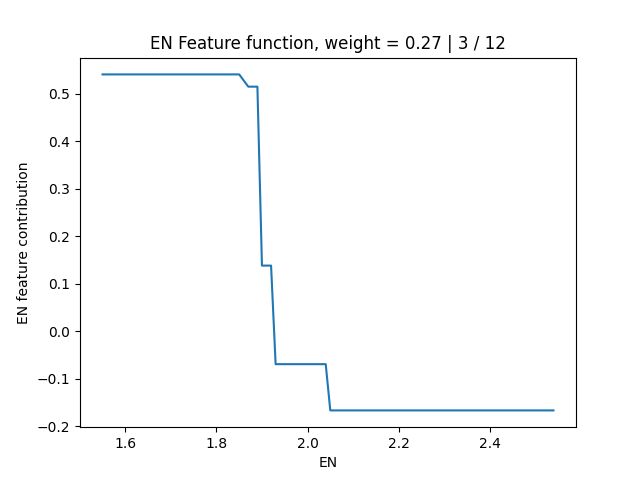 EN Feature function, weight = 0.27 | 3 / 12
EN feature contribution
0.5
0.4
0.3
0.2
0.1
0.0
−0.1
−0.2
1.6 1.8 2.0 2.2 2.4
EN